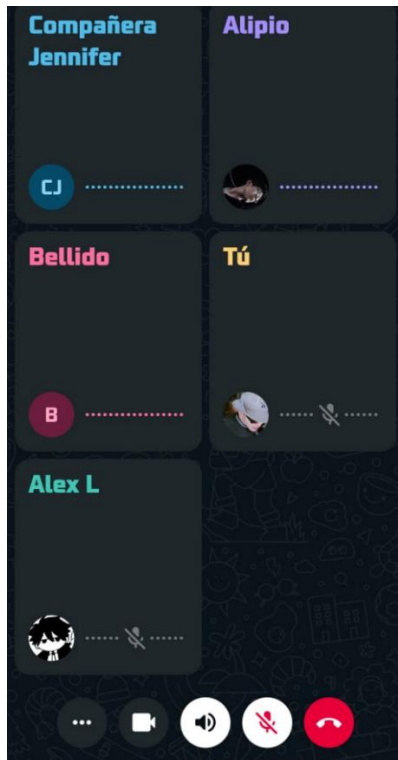 Compañera
Jennifer
Alipio
CJ
Bellido
Tú
B
Alex L